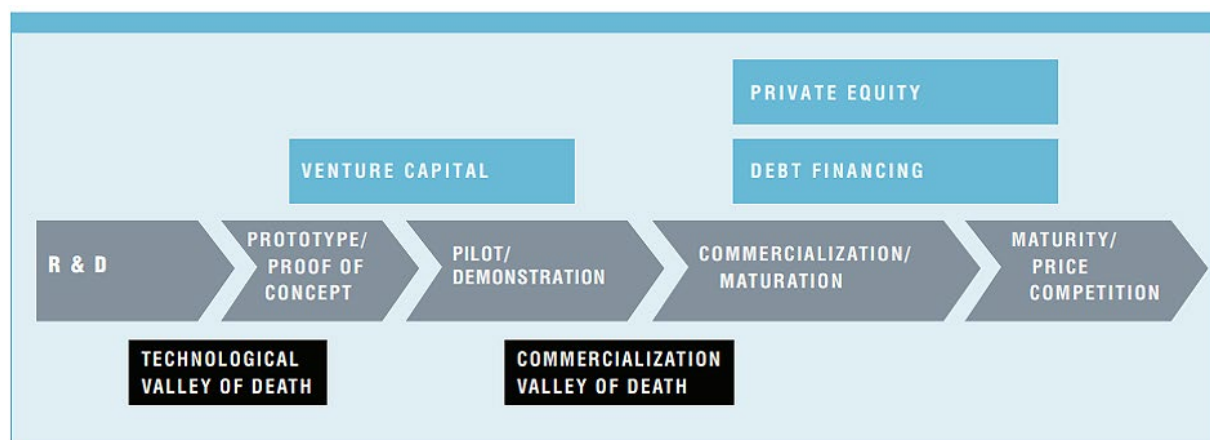 PRIVATE EQUITY
VENTURE CAPITAL
DEBT FINANCING
R & D
PROTOTYPE/
PROOF OF
CONCEPT
PILOT/
DEMONSTRATION
COMMERCIALIZATION/
MATURATION
MATURITY/
PRICE
COMPETITION
TECHNOLOGICAL
VALLEY OF DEATH
COMMERCIALIZATION
VALLEY OF DEATH